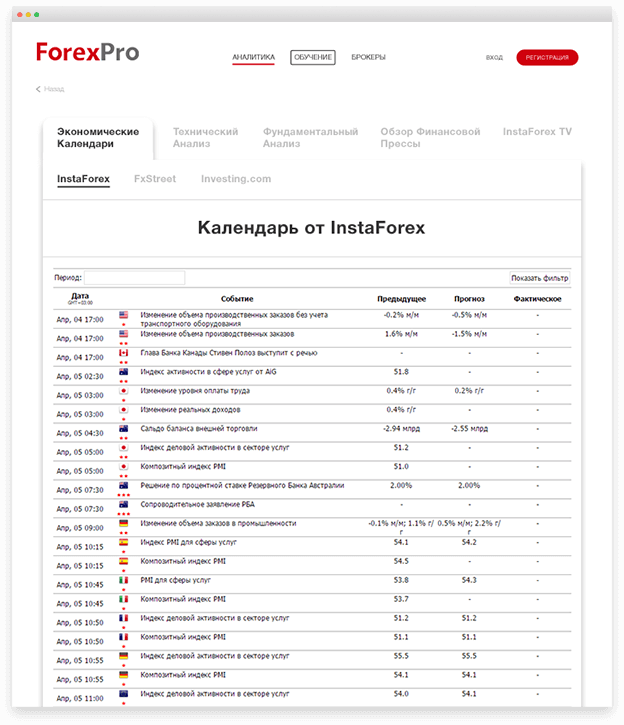 ForexPro
АНАЛИТИКА ОБУЧЕНИЕ БРОКЕРЫ ВХОД РЕГИСТРАЦИЯ
Назад
Экономические Календари
Технический Анализ
Фундаментальный Анализ
Обзор Финансовой Прессы
InstaForex TV
InstaForex FxStreet Investing.com
Календарь от InstaForex
Период: Показать фильтр
Дата GMT+03:00 Событие Предыдущее Прогноз Фактическое
Апр, 04 17:00 Изменение объема производственных заказов без учета транспортного оборудования -0.2% м/м -0.5% м/м -
Апр, 04 17:00 Изменение объема производственных заказов 1.6% м/м -1.5% м/м -
Апр, 04 17:00 Глава Банка Канады Стивен Полоз выступит с речью - - -
Апр, 05 02:30 Индекс активности в сфере услуг от AiG 51.8 - -
Апр, 05 03:00 Изменение уровня оплаты труда 0.4% г/г 0.2% г/г -
Апр, 05 03:00 Изменение реальных доходов 0.4% г/г - -
Апр, 05 04:30 Сальдо баланса внешней торговли -2.94 млрд -2.55 млрд -
Апр, 05 05:00 Индекс деловой активности в секторе услуг 51.2 - -
Апр, 05 05:00 Композитный индекс PMI 51.0 - -
Апр, 05 07:30 Решение по процентной ставке Резервного Банка Австралии 2.00% 2.00% -
Апр, 05 07:30 Сопроводительное заявление РБА - - -
Апр, 05 09:00 Изменение объема заказов в промышленности -0.1% м/м; 1.1% г/г 0.5% м/м; 2.2% г/г -
Апр, 05 10:15 Индекс PMI для сферы услуг 54.1 54.2 -
Апр, 05 10:15 Композитный индекс PMI 54.5 - -
Апр, 05 10:45 PMI для сферы услуг 53.8 54.3 -
Апр, 05 10:45 Композитный индекс PMI 53.7 - -
Апр, 05 10:50 Индекс деловой активности в секторе услуг 51.2 51.2 -
Апр, 05 10:50 Композитный индекс PMI 51.1 51.1 -
Апр, 05 10:55 Индекс деловой активности в секторе услуг 55.5 55.5 -
Апр, 05 10:55 Композитный индекс PMI 54.1 54.1 -
Апр, 05 11:00 Индекс деловой активности в секторе услуг 54.0 54.1 -